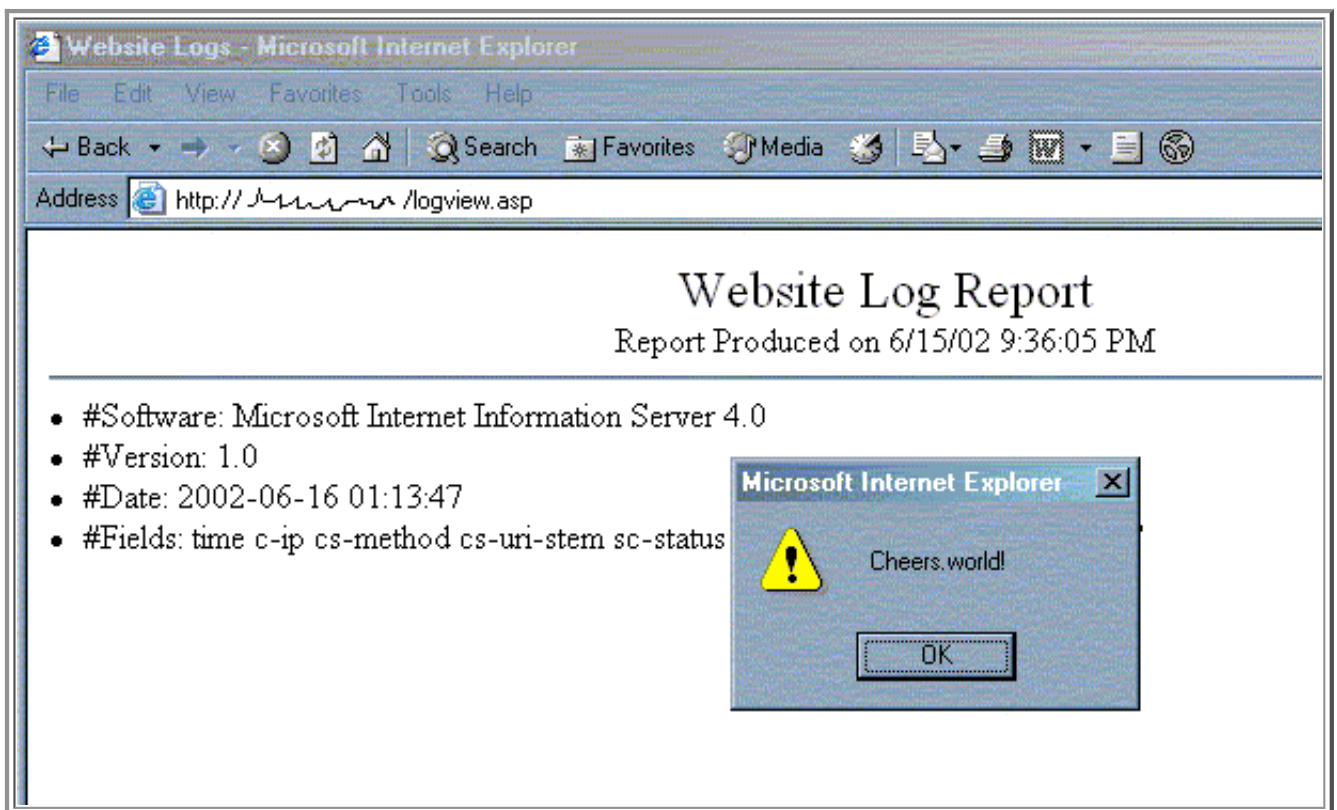 Website Logs - Microsoft Internet Explorer
File Edit View Favorites Tools Help
Back Search Favorites Media
Address http:// /logview.asp
Website Log Report
Report Produced on 6/15/02 9:36:05 PM
• #Software: Microsoft Internet Information Server 4.0
• #Version: 1.0
• #Date: 2002-06-16 01:13:47
• #Fields: time c-ip cs-method cs-uri-stem sc-status
Microsoft Internet Explorer
Cheers.world!
OK